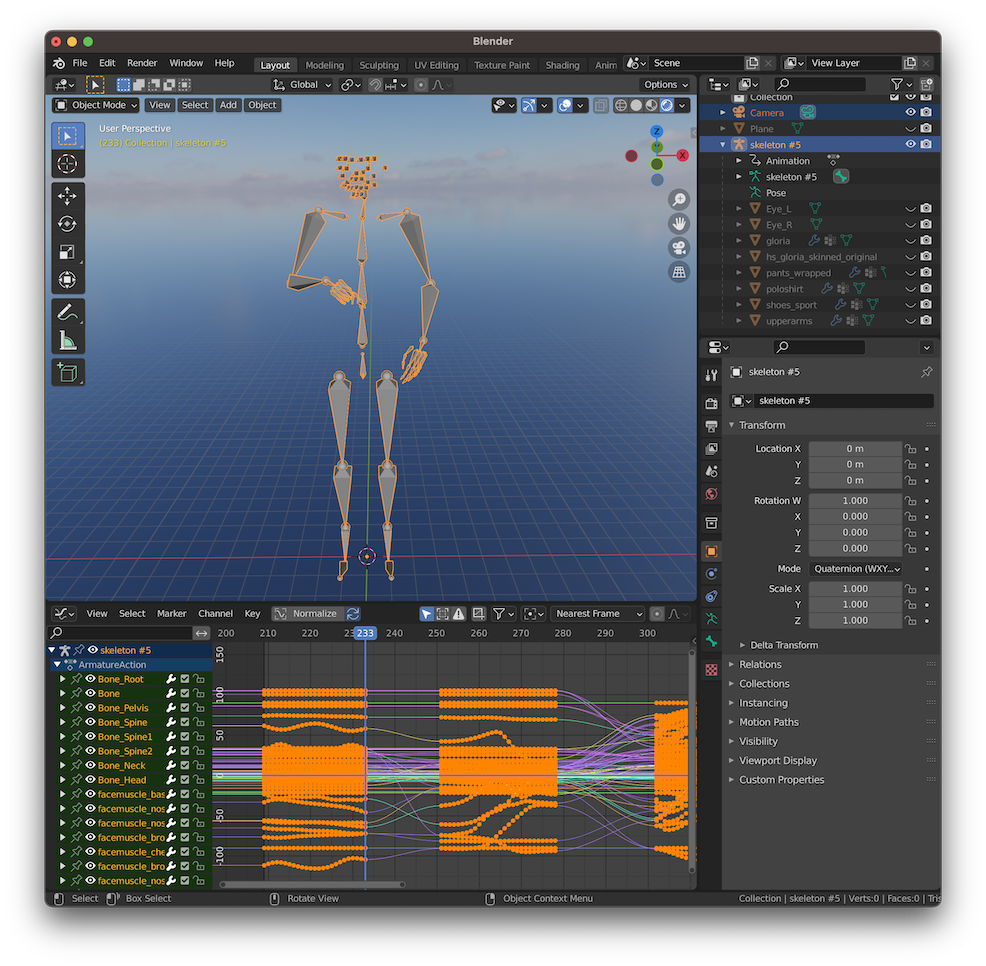 Blender
File Edit Render Window Help Layout Modeling Sculpting UV Editing Texture Paint Shading Anim Scene View Layer
Global Options
Object Mode View Select Add Object
User Perspective
(233) Collection | skeleton #5
Z
X
Collection
Camera
Plane
skeleton #5
Animation
skeleton #5
Pose
Eye_L
Eye_R
gloria
hs_gloria_skinned_original
pants_wrapped
poloshirt
shoes_sport
upperarms
skeleton #5
skeleton #5
Transform
Location X 0 m
Y 0 m
Z 0 m
Rotation W 1.000
X 0.000
Y 0.000
Z 0.000
Mode Quaternion (WXY...
Scale X 1.000
Y 1.000
Z 1.000
Delta Transform
Relations
Collections
Instancing
Motion Paths
Visibility
Viewport Display
Custom Properties
View Select Marker Channel Key Normalize Nearest Frame
200 210 220 233 240 250 260 270 280 290 300
skeleton #5
ArmatureAction
Bone_Root
Bone
Bone_Pelvis
Bone_Spine
Bone_Spine1
Bone_Spine2
Bone_Neck
Bone_Head
facemuscle_bas
facemuscle_nos
facemuscle_nos
facemuscle_bro
facemuscle_che
facemuscle_bro
facemuscle_nos
150
100
50
0
-50
-100
Select Box Select Rotate View Object Context Menu Collection | skeleton #5 | Verts:0 | Faces:0 | Tris